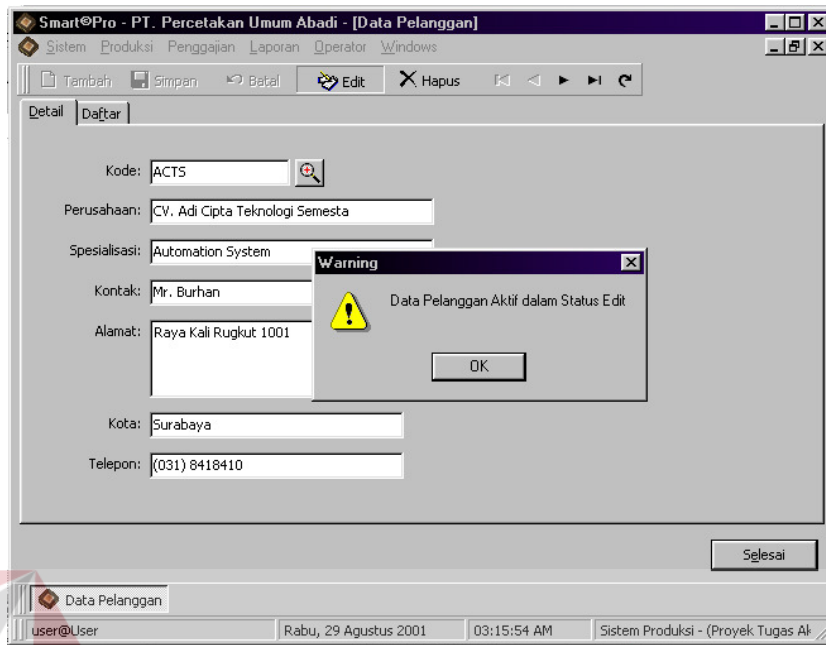 Smart©Pro - PT. Percetakan Umum Abadi - [Data Pelanggan]
Sistem Produksi Penggajian Laporan Operator Windows
Tambah Simpan Batal Edit Hapus
Detail Daftar
Kode: ACTS
Perusahaan: CV. Adi Cipta Teknologi Semesta
Spesialisasi: Automation System
Warning
Kontak: Mr. Burhan
Data Pelanggan Aktif dalam Status Edit
Alamat: Raya Kali Rugkut 1001
OK
Kota: Surabaya
Telepon: (031) 8418410
Selesai
Data Pelanggan
user@User Rabu, 29 Agustus 2001 03:15:54 AM Sistem Produksi - (Proyek Tugas Ak